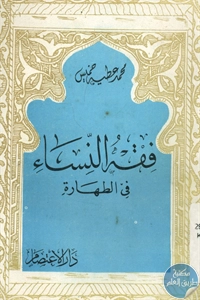 محمد عطية خميس
فقه النساء
في الطهارة
دار الاعتصام